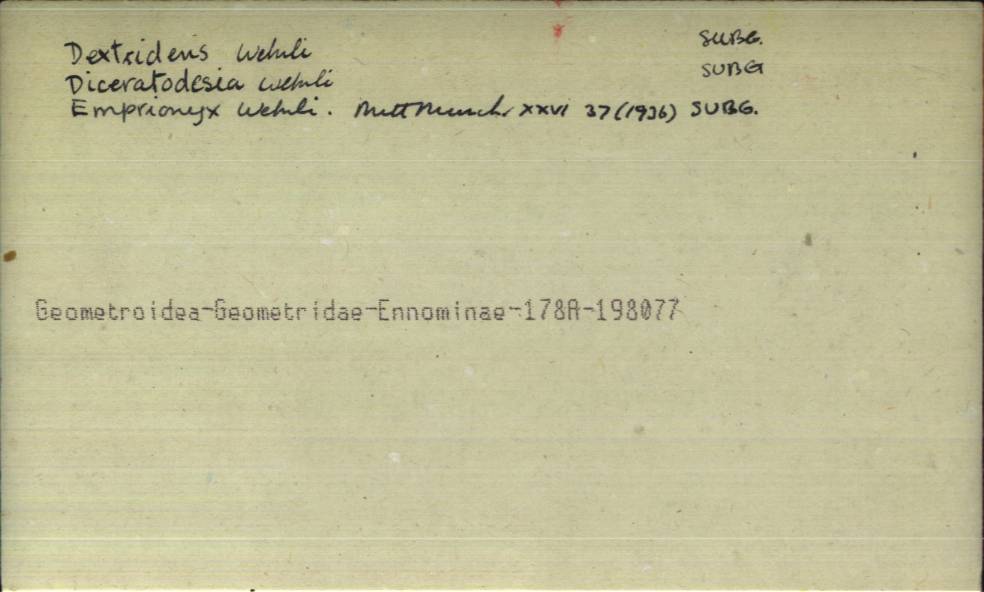 Dextridens Wehrli SUBG.
Diceratodesia Wehrli SUBG
Emprionyx Wehrli. Mitt Münch. XXVI 37 (1936) SUBG.
Geometroidea-Geometridae-Ennominae-178A-198077